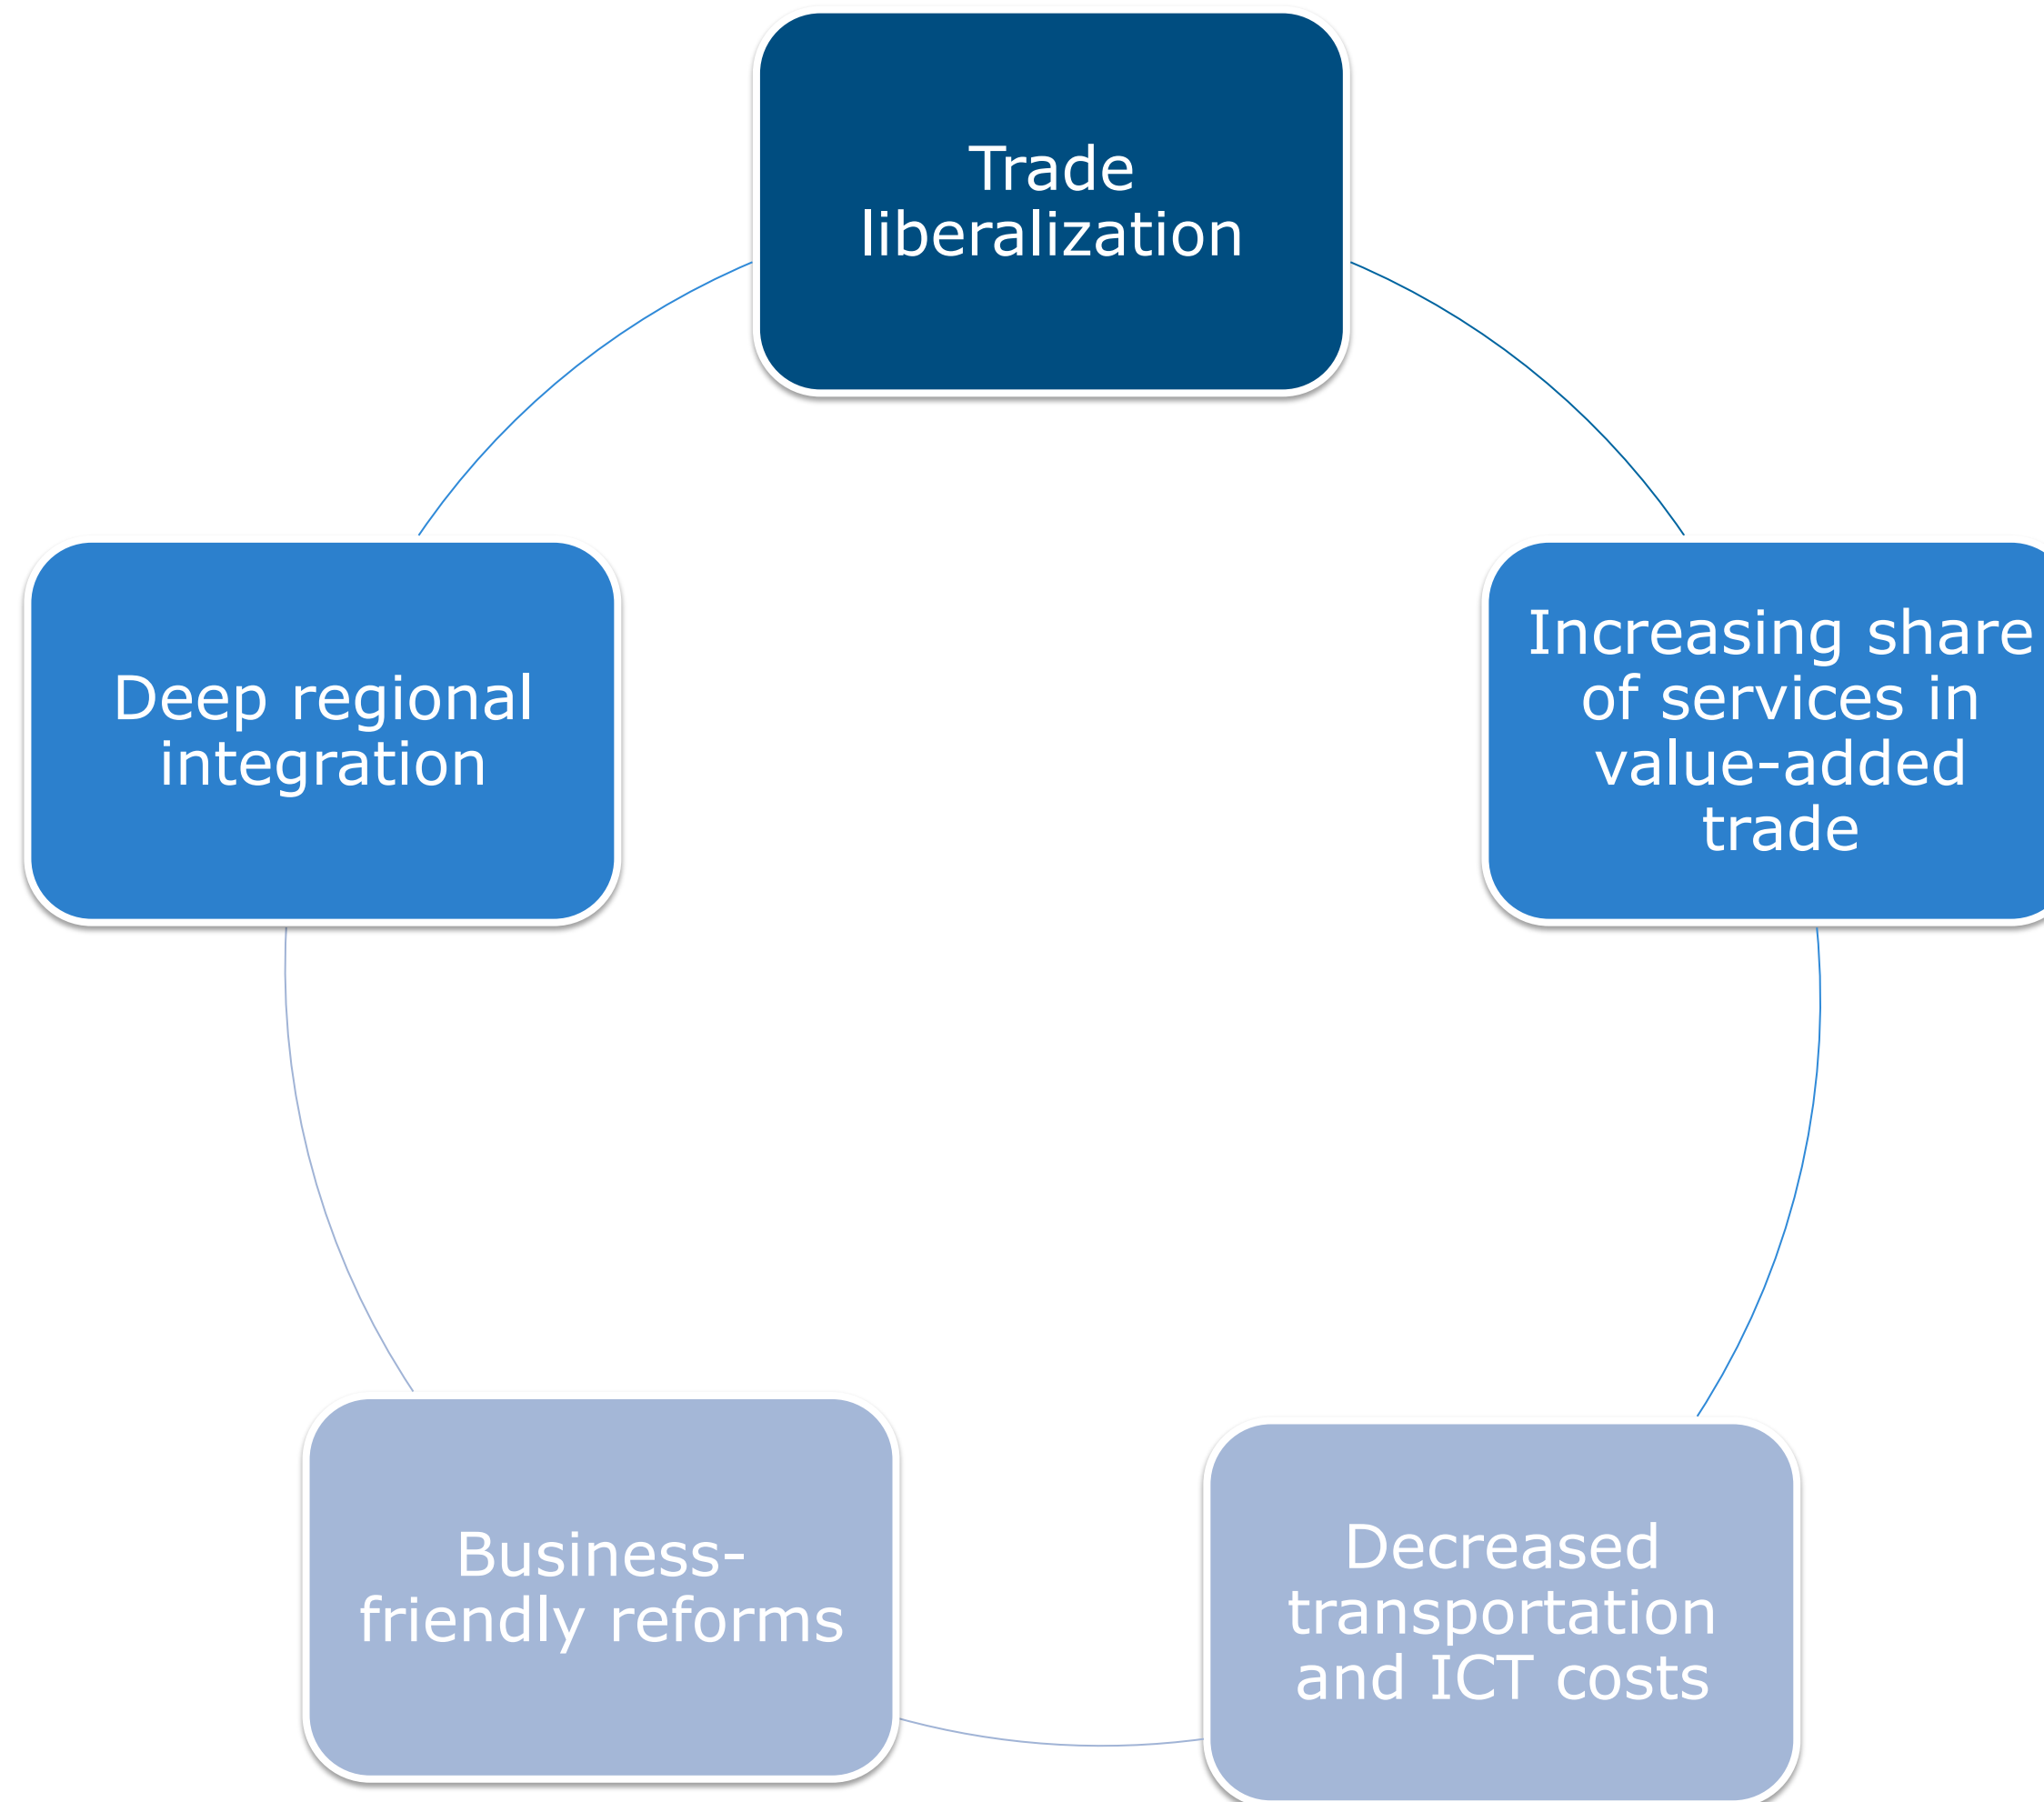 Trade
liberalization
Deep regional
integration
Increasing share
of services in
value-added
trade
Business-
friendly reforms
Decreased
transportation
and ICT costs